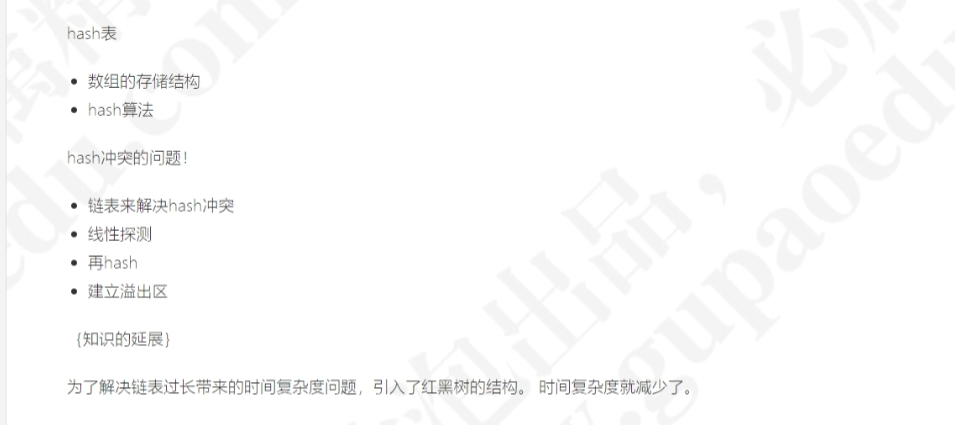 hash表
数组的存储结构
hash算法
hash冲突的问题！
链表来解决hash冲突
线性探测
再hash
建立溢出区
{知识的延展}
为了解决链表过长带来的时间复杂度问题，引入了红黑树的结构。 时间复杂度就减少了。